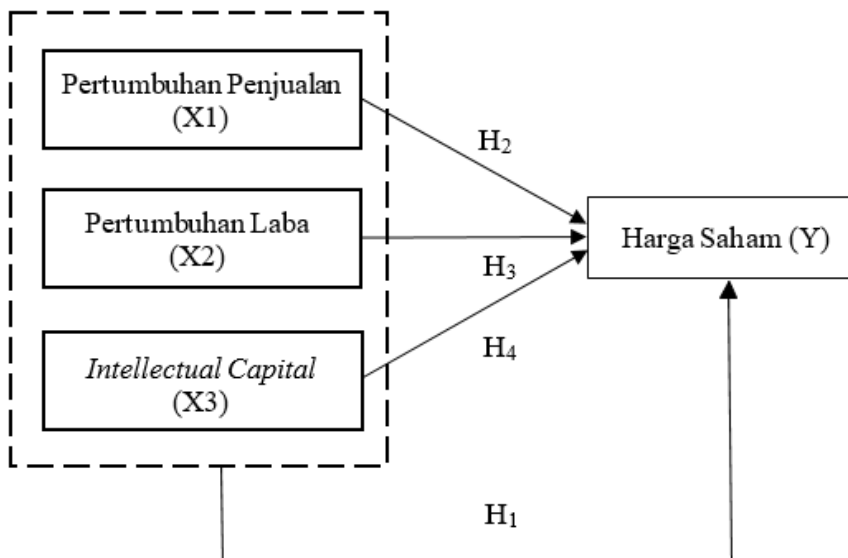 Pertumbuhan Penjualan
(X1)
H₂
Pertumbuhan Laba
(X2)
Harga Saham (Y)
H₃
Intellectual Capital
(X3)
H₄
H₁